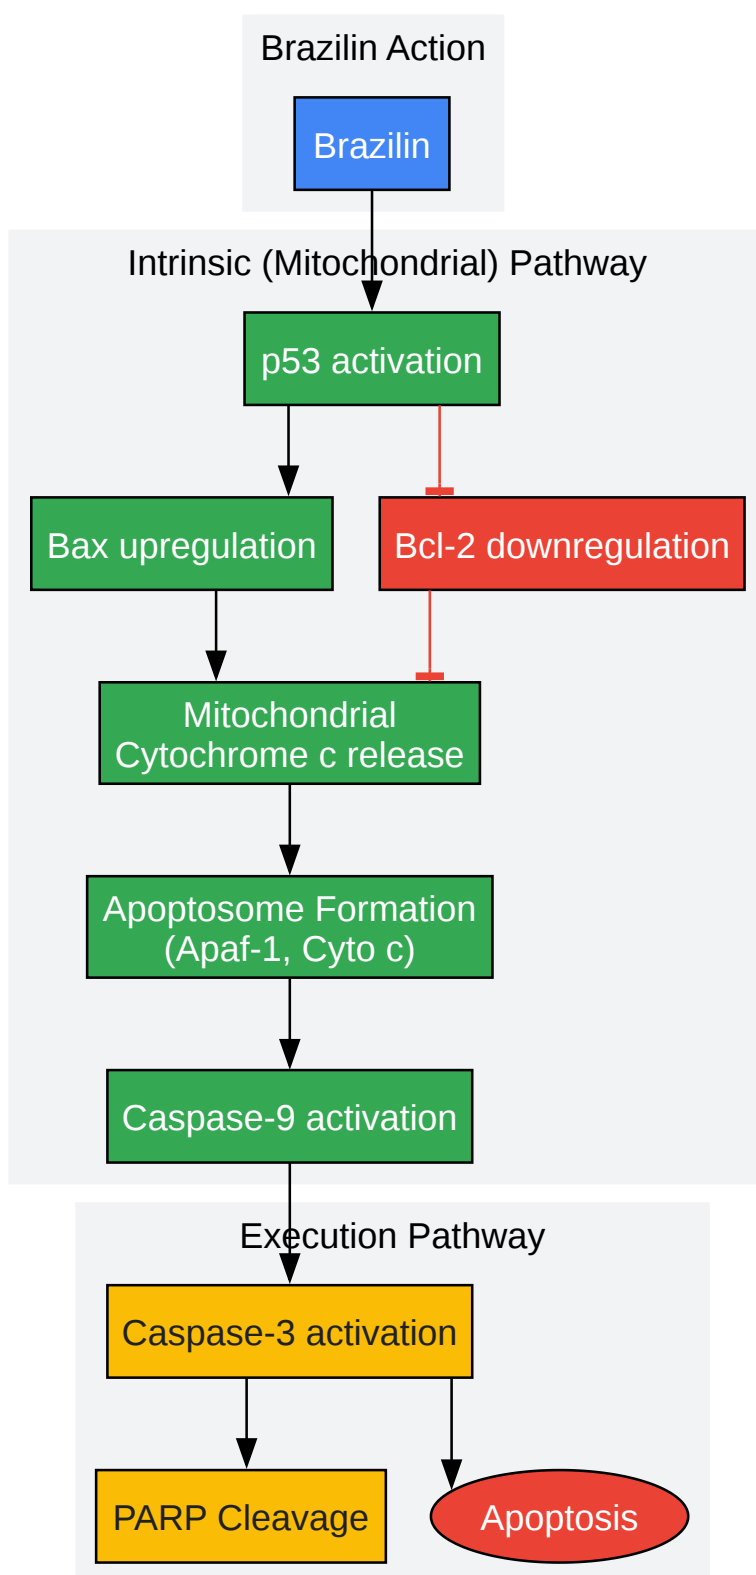 Brazilin Action
Brazilin
Intrinsic (Mitochondrial) Pathway
p53 activation
Bax upregulation
Bcl-2 downregulation
Mitochondrial
Cytochrome c release
Apoptosome Formation
(Apaf-1, Cyto c)
Caspase-9 activation
Execution Pathway
Caspase-3 activation
PARP Cleavage
Apoptosis